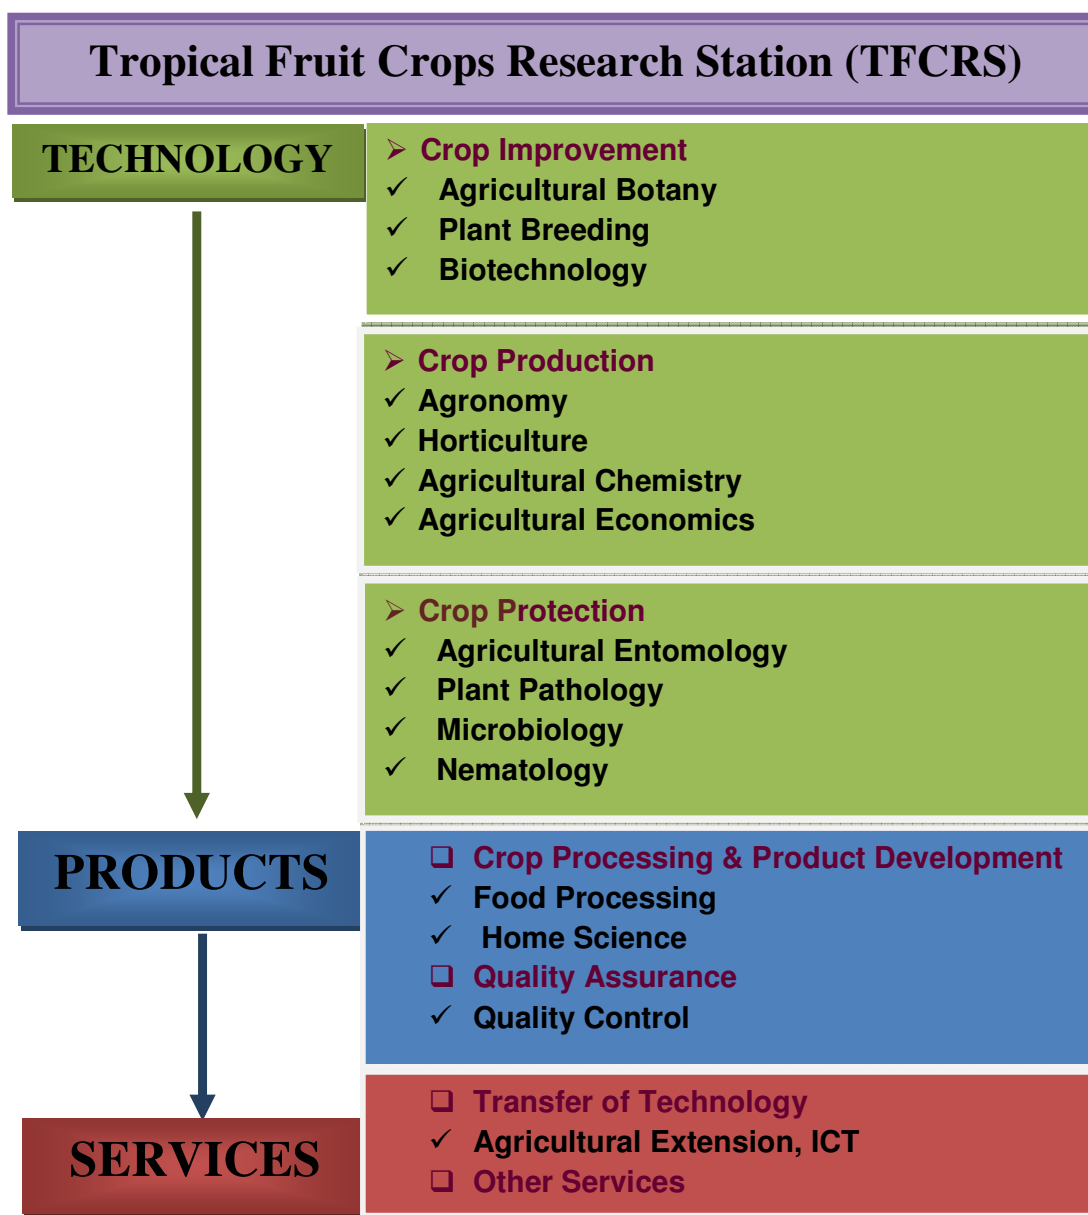 Tropical Fruit Crops Research Station (TFCRS)
TECHNOLOGY
➢ Crop Improvement
✓ Agricultural Botany
✓ Plant Breeding
✓ Biotechnology
➢ Crop Production
✓ Agronomy
✓ Horticulture
✓ Agricultural Chemistry
✓ Agricultural Economics
➢ Crop Protection
✓ Agricultural Entomology
✓ Plant Pathology
✓ Microbiology
✓ Nematology
PRODUCTS
❑ Crop Processing & Product Development
✓ Food Processing
✓ Home Science
❑ Quality Assurance
✓ Quality Control
SERVICES
❑ Transfer of Technology
✓ Agricultural Extension, ICT
❑ Other Services